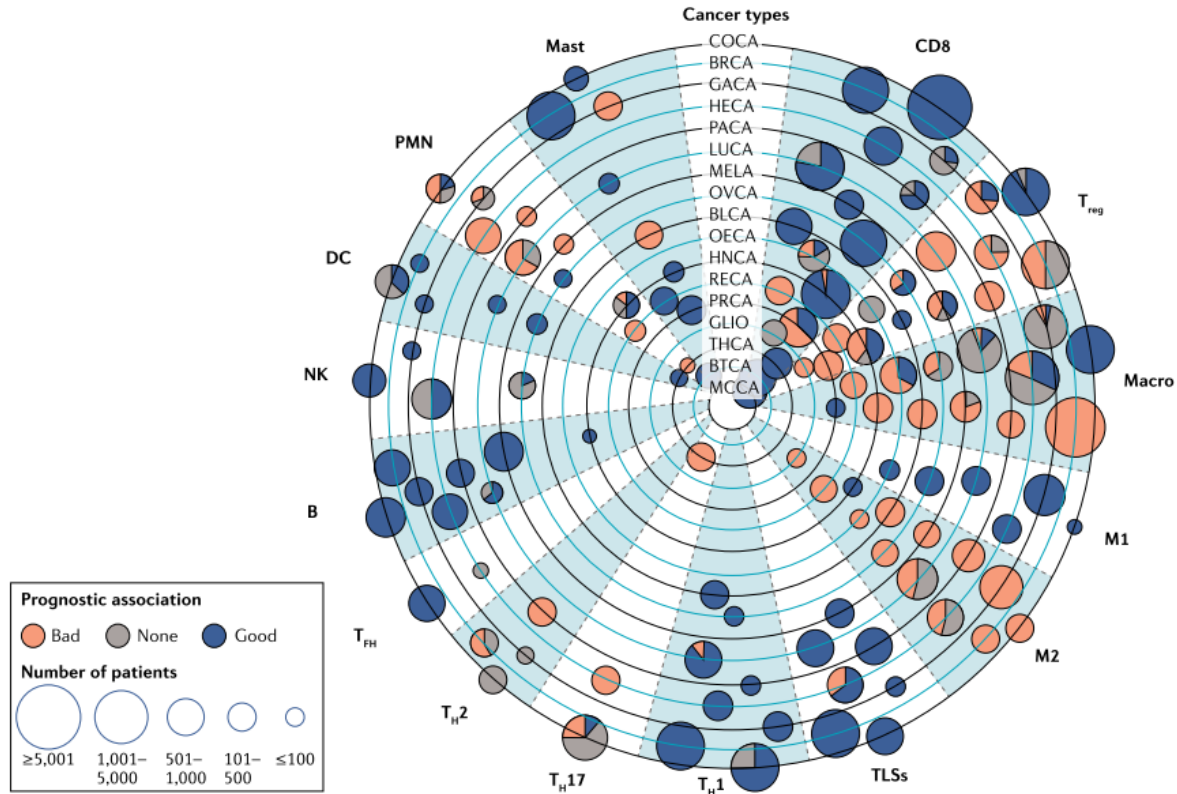 Cancer types
COCA
BRCA
GACA
HECA
PACA
LUCA
MELA
OVCA
BLCA
OECA
HNCA
RECA
PRCA
GLIO
THCA
BTCA
MCCA
CD8
Treg
Macro
M1
M2
TLSs
TH1
TH17
TH2
TFH
B
NK
DC
PMN
Mast
Prognostic association
Bad
None
Good
Number of patients
≥5,001
1,001–
5,000
501–
1,000
101–
500
≤100